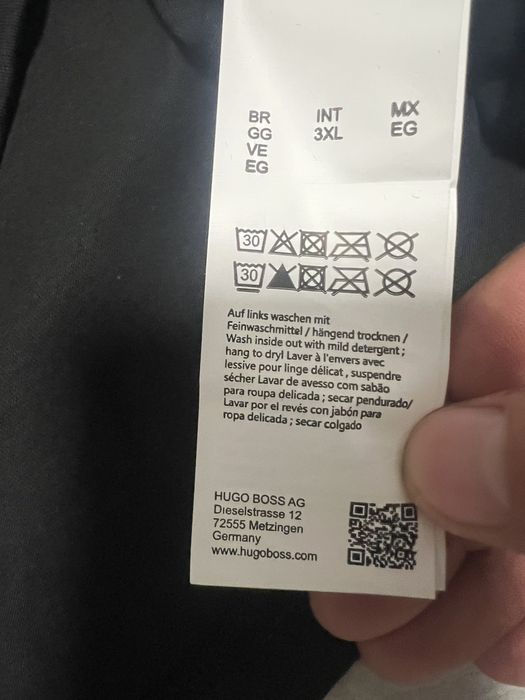 BR INT MX
GG 3XL EG
VE
EG
30
30
Auf links waschen mit
Feinwaschmittel / hängend trocknen /
Wash inside out with mild detergent ;
hang to dry! Laver à l'envers avec
lessive pour linge délicat , suspendre
sécher Lavar de avesso com sabão
para roupa delicada ; secar pendurado/
Lavar por el revés con jabón para
ropa delicada ; secar colgado
HUGO BOSS AG
Dieselstrasse 12
72555 Metzingen
Germany
www.hugoboss.com